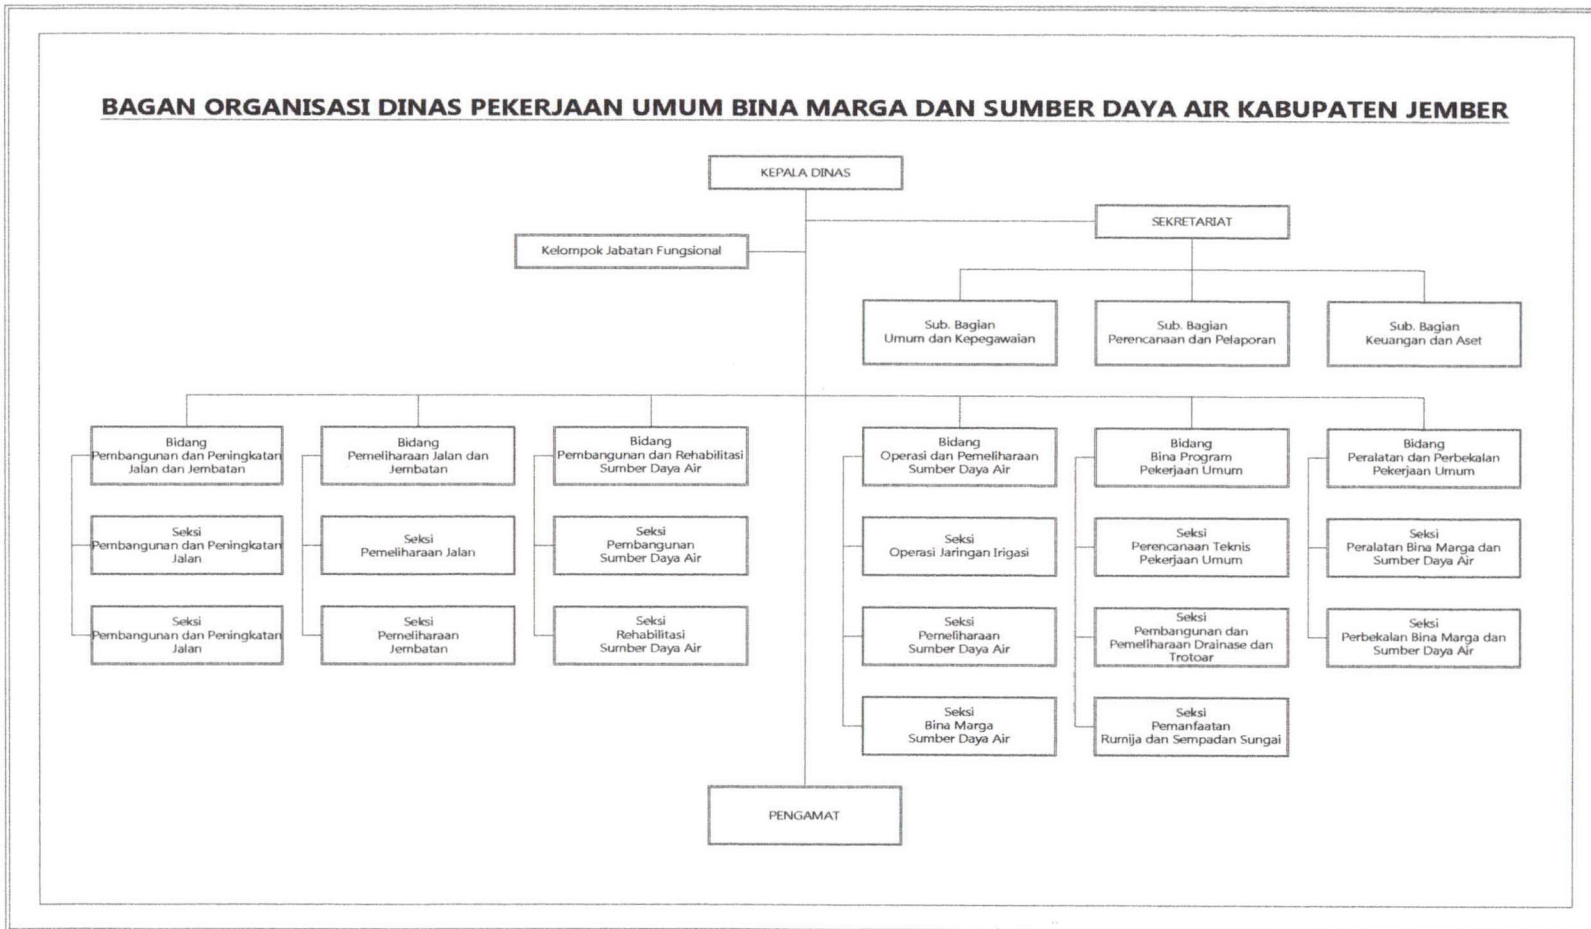 BAGAN ORGANISASI DINAS PEKERJAAN UMUM BINA MARGA DAN SUMBER DAYA AIR KABUPATEN JEMBER
KEPALA DINAS
SEKRETARIAT
Kelompok Jabatan Fungsional
Sub. Bagian
Umum dan Kepegawaian
Sub. Bagian
Perencanaan dan Pelaporan
Sub. Bagian
Keuangan dan Aset
Bidang
Pembangunan dan Peningkatan
Jalan dan Jembatan
Bidang
Pemeliharaan Jalan dan
Jembatan
Bidang
Pembangunan dan Rehabilitasi
Sumber Daya Air
Bidang
Operasi dan Pemeliharaan
Sumber Daya Air
Bidang
Bina Program
Pekerjaan Umum
Bidang
Peralatan dan Perbekalan
Pekerjaan Umum
Seksi
Pembangunan dan Peningkatan
Jalan
Seksi
Pemeliharaan Jalan
Seksi
Pembangunan
Sumber Daya Air
Seksi
Operasi Jaringan Irigasi
Seksi
Perencanaan Teknis
Pekerjaan Umum
Seksi
Peralatan Bina Marga dan
Sumber Daya Air
Seksi
Pembangunan dan Peningkatan
Jalan
Seksi
Pemeliharaan
Jembatan
Seksi
Rehabilitasi
Sumber Daya Air
Seksi
Pemeliharaan
Sumber Daya Air
Seksi
Pembangunan dan
Pemeliharaan Drainase dan
Trotoar
Seksi
Perbekalan Bina Marga dan
Sumber Daya Air
Seksi
Bina Marga
Sumber Daya Air
Seksi
Pemanfaatan
Rumija dan Sempadan Sungai
PENGAMAT